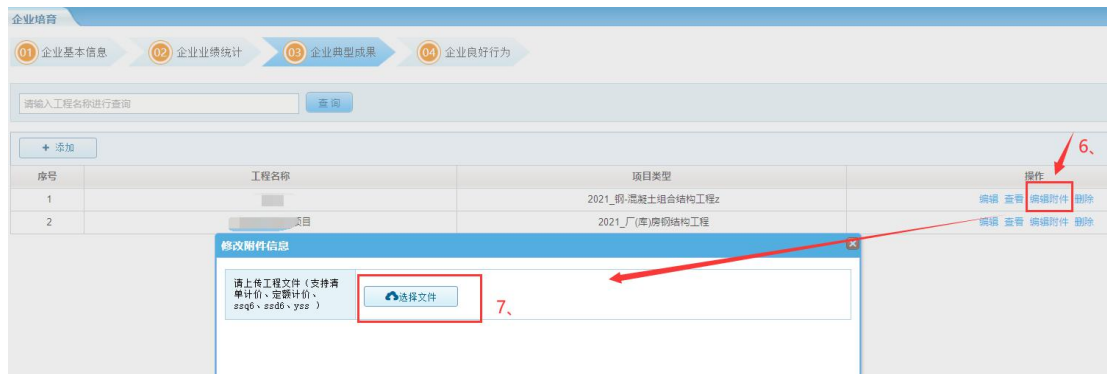 企业培育
01 企业基本信息 02 企业业绩统计 03 企业典型成果 04 企业良好行为
请输入工程名称进行查询 查询
+ 添加 6、
序号 工程名称 项目类型 操作
1 2021_钢-混凝土组合结构工程z 编辑 查看 编辑附件 删除
2 项目 2021_厂(库)房钢结构工程 编辑 查看 编辑附件 删除
修改附件信息
请上传工程文件（支持清
单计价、定额计价、
ssq6、ssd6、yss ） 选择文件 7、